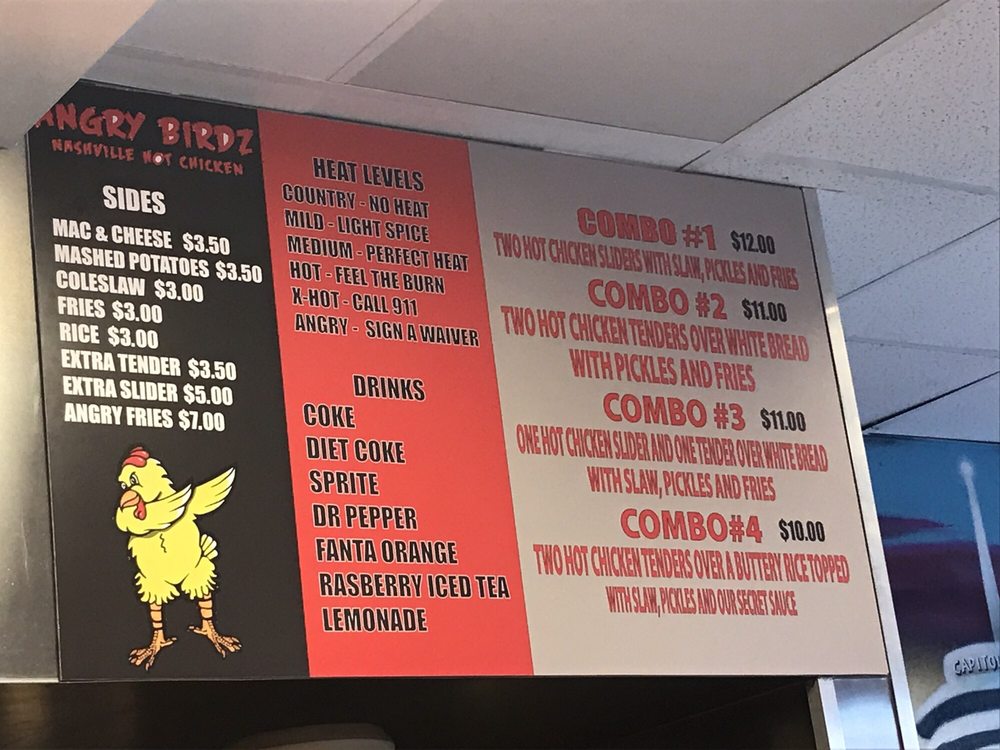 ANGRY BIRDZ
NASHVILLE HOT CHICKEN
SIDES
MAC & CHEESE $3.50
MASHED POTATOES $3.50
COLESLAW $3.00
FRIES $3.00
RICE $3.00
EXTRA TENDER $3.50
EXTRA SLIDER $5.00
ANGRY FRIES $7.00
HEAT LEVELS
COUNTRY - NO HEAT
MILD - LIGHT SPICE
MEDIUM - PERFECT HEAT
HOT - FEEL THE BURN
X-HOT - CALL 911
ANGRY - SIGN A WAIVER
DRINKS
COKE
DIET COKE
SPRITE
DR PEPPER
FANTA ORANGE
RASBERRY ICED TEA
LEMONADE
COMBO #1 $12.00
TWO HOT CHICKEN SLIDERS WITH SLAW, PICKLES AND FRIES
COMBO #2 $11.00
TWO HOT CHICKEN TENDERS OVER WHITE BREAD
WITH PICKLES AND FRIES
COMBO #3 $11.00
ONE HOT CHICKEN SLIDER AND ONE TENDER OVER WHITE BREAD
WITH SLAW, PICKLES AND FRIES
COMBO#4 $10.00
TWO HOT CHICKEN TENDERS OVER A BUTTERY RICE TOPPED
WITH SLAW, PICKLES AND OUR SECRET SAUCE
CAPITO